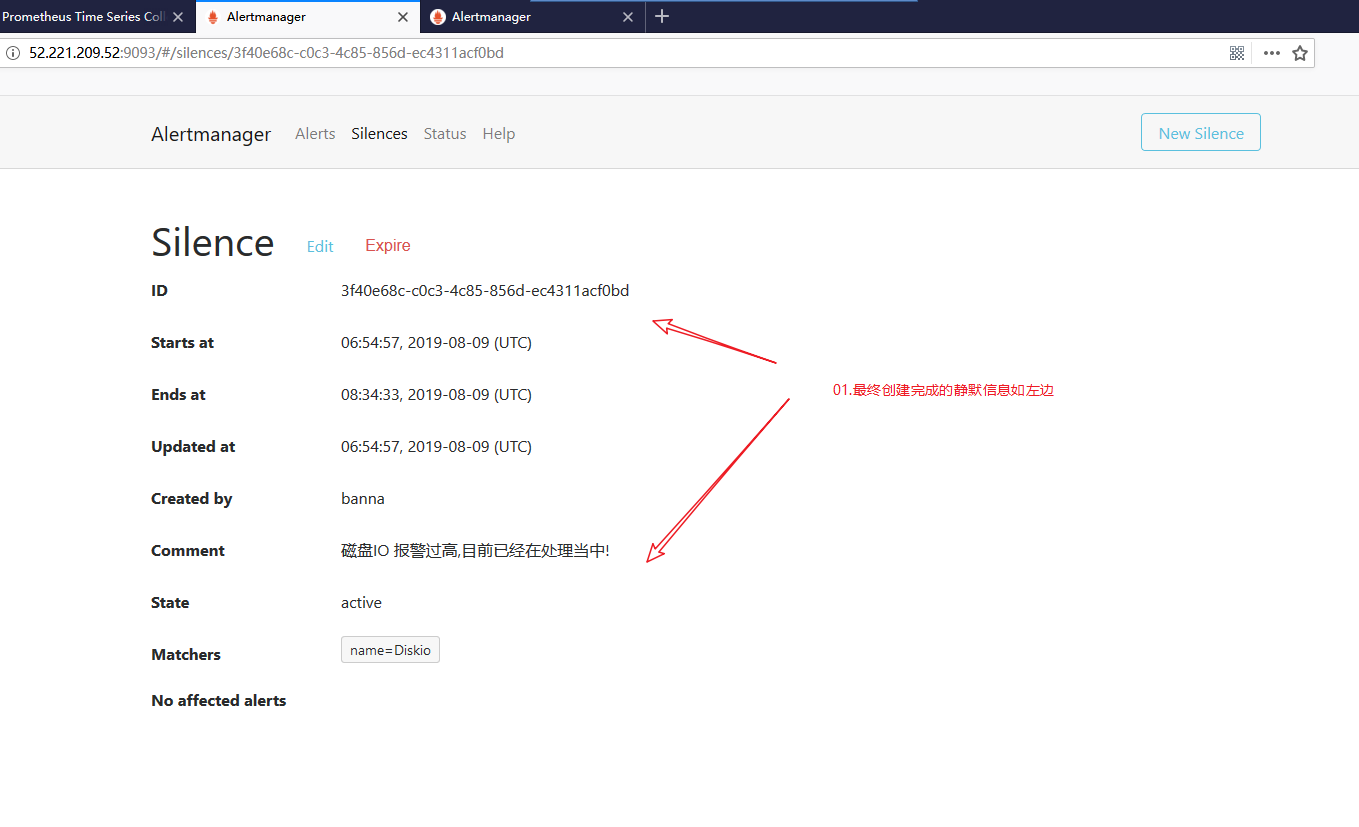 Prometheus Time Series Coll
Alertmanager
Alertmanager
52.221.209.52:9093/#/silences/3f40e68c-c0c3-4c85-856d-ec4311acf0bd
Alertmanager Alerts Silences Status Help New Silence
Silence Edit Expire
ID 3f40e68c-c0c3-4c85-856d-ec4311acf0bd
Starts at 06:54:57, 2019-08-09 (UTC)
01.最终创建完成的静默信息如左边
Ends at 08:34:33, 2019-08-09 (UTC)
Updated at 06:54:57, 2019-08-09 (UTC)
Created by banna
Comment 磁盘IO 报警过高,目前已经在处理当中!
State active
Matchers name=Diskio
No affected alerts